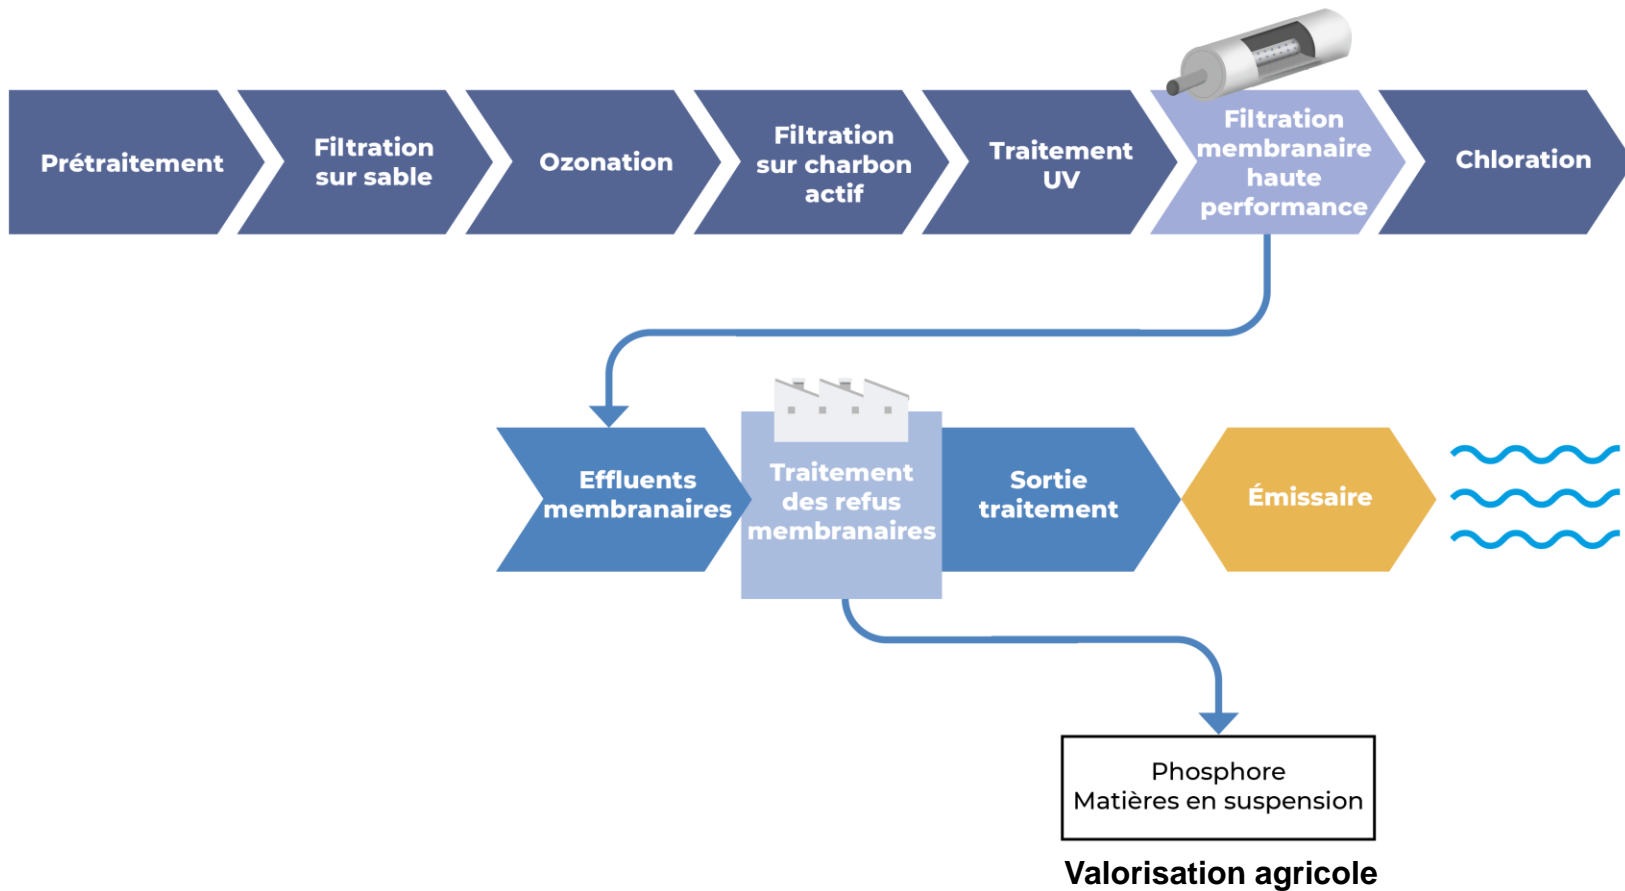 Prétraitement
Filtration
sur sable
Ozonation
Filtration
sur charbon
actif
Traitement
UV
Filtration
membranaire
haute
performance
Chloration
Effluents
membranaires
Traitement
des refus
membranaires
Sortie
traitement
Émissaire
Phosphore
Matières en suspension
Valorisation agricole